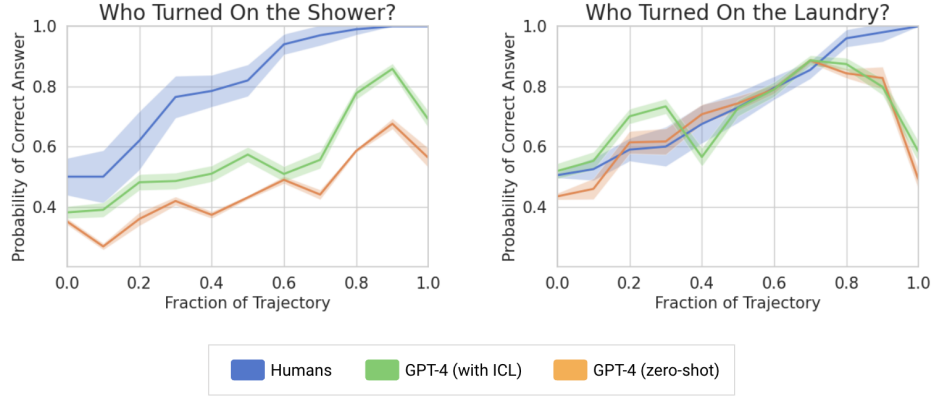 Who Turned On the Shower?
Probability of Correct Answer
1.0
0.8
0.6
0.4
0.0 0.2 0.4 0.6 0.8 1.0
Fraction of Trajectory
Who Turned On the Laundry?
Probability of Correct Answer
1.0
0.8
0.6
0.4
0.0 0.2 0.4 0.6 0.8 1.0
Fraction of Trajectory
Humans GPT-4 (with ICL) GPT-4 (zero-shot)